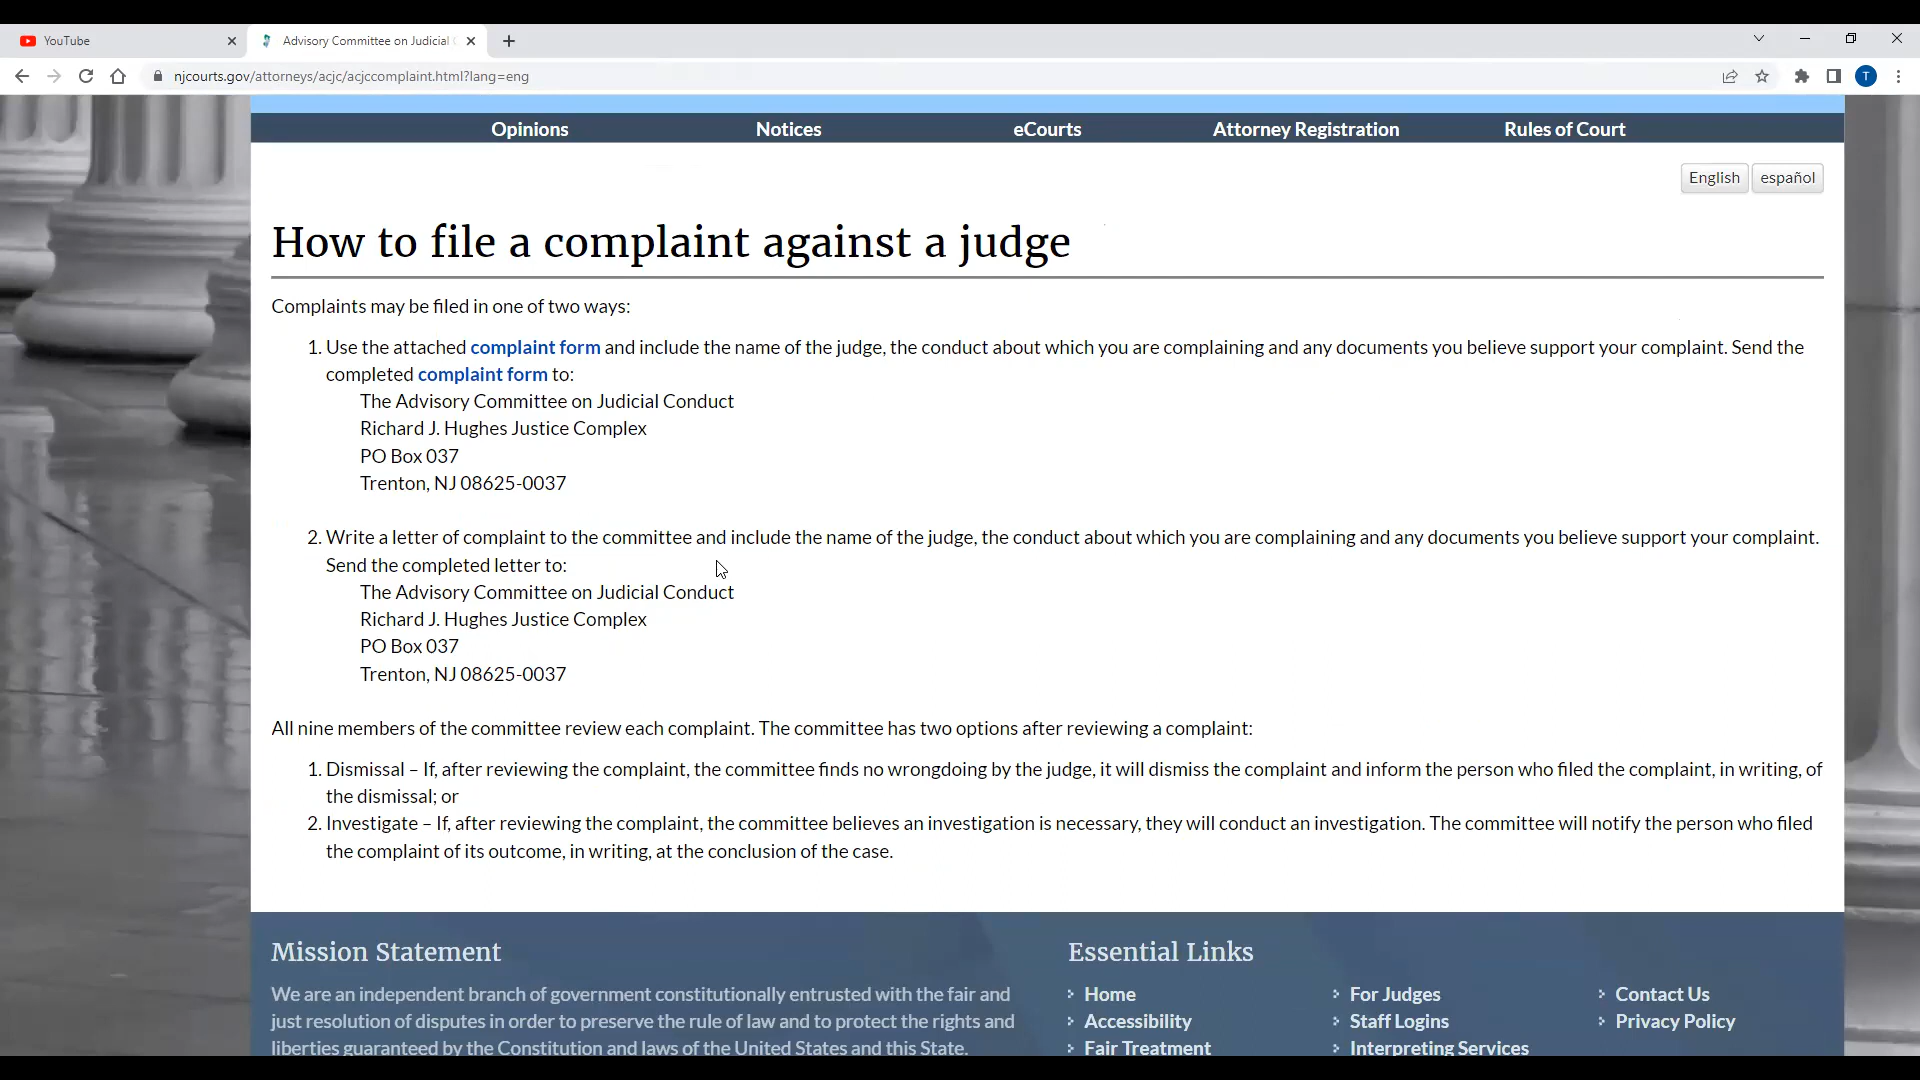 YouTube
Advisory Committee on Judicial
njcourts.gov/attorneys/acjc/acjccomplaint.html?lang=eng
T
Opinions Notices eCourts Attorney Registration Rules of Court
English español
How to file a complaint against a judge
Complaints may be filed in one of two ways:
1. Use the attached complaint form and include the name of the judge, the conduct about which you are complaining and any documents you believe support your complaint. Send the
completed complaint form to:
The Advisory Committee on Judicial Conduct
Richard J. Hughes Justice Complex
PO Box 037
Trenton, NJ 08625-0037
2. Write a letter of complaint to the committee and include the name of the judge, the conduct about which you are complaining and any documents you believe support your complaint.
Send the completed letter to:
The Advisory Committee on Judicial Conduct
Richard J. Hughes Justice Complex
PO Box 037
Trenton, NJ 08625-0037
All nine members of the committee review each complaint. The committee has two options after reviewing a complaint:
1. Dismissal – If, after reviewing the complaint, the committee finds no wrongdoing by the judge, it will dismiss the complaint and inform the person who filed the complaint, in writing, of
the dismissal; or
2. Investigate – If, after reviewing the complaint, the committee believes an investigation is necessary, they will conduct an investigation. The committee will notify the person who filed
the complaint of its outcome, in writing, at the conclusion of the case.
Mission Statement
We are an independent branch of government constitutionally entrusted with the fair and
just resolution of disputes in order to preserve the rule of law and to protect the rights and
liberties guaranteed by the Constitution and laws of the United States and this State.
Essential Links
Home For Judges Contact Us
Accessibility Staff Logins Privacy Policy
Fair Treatment Interpreting Services